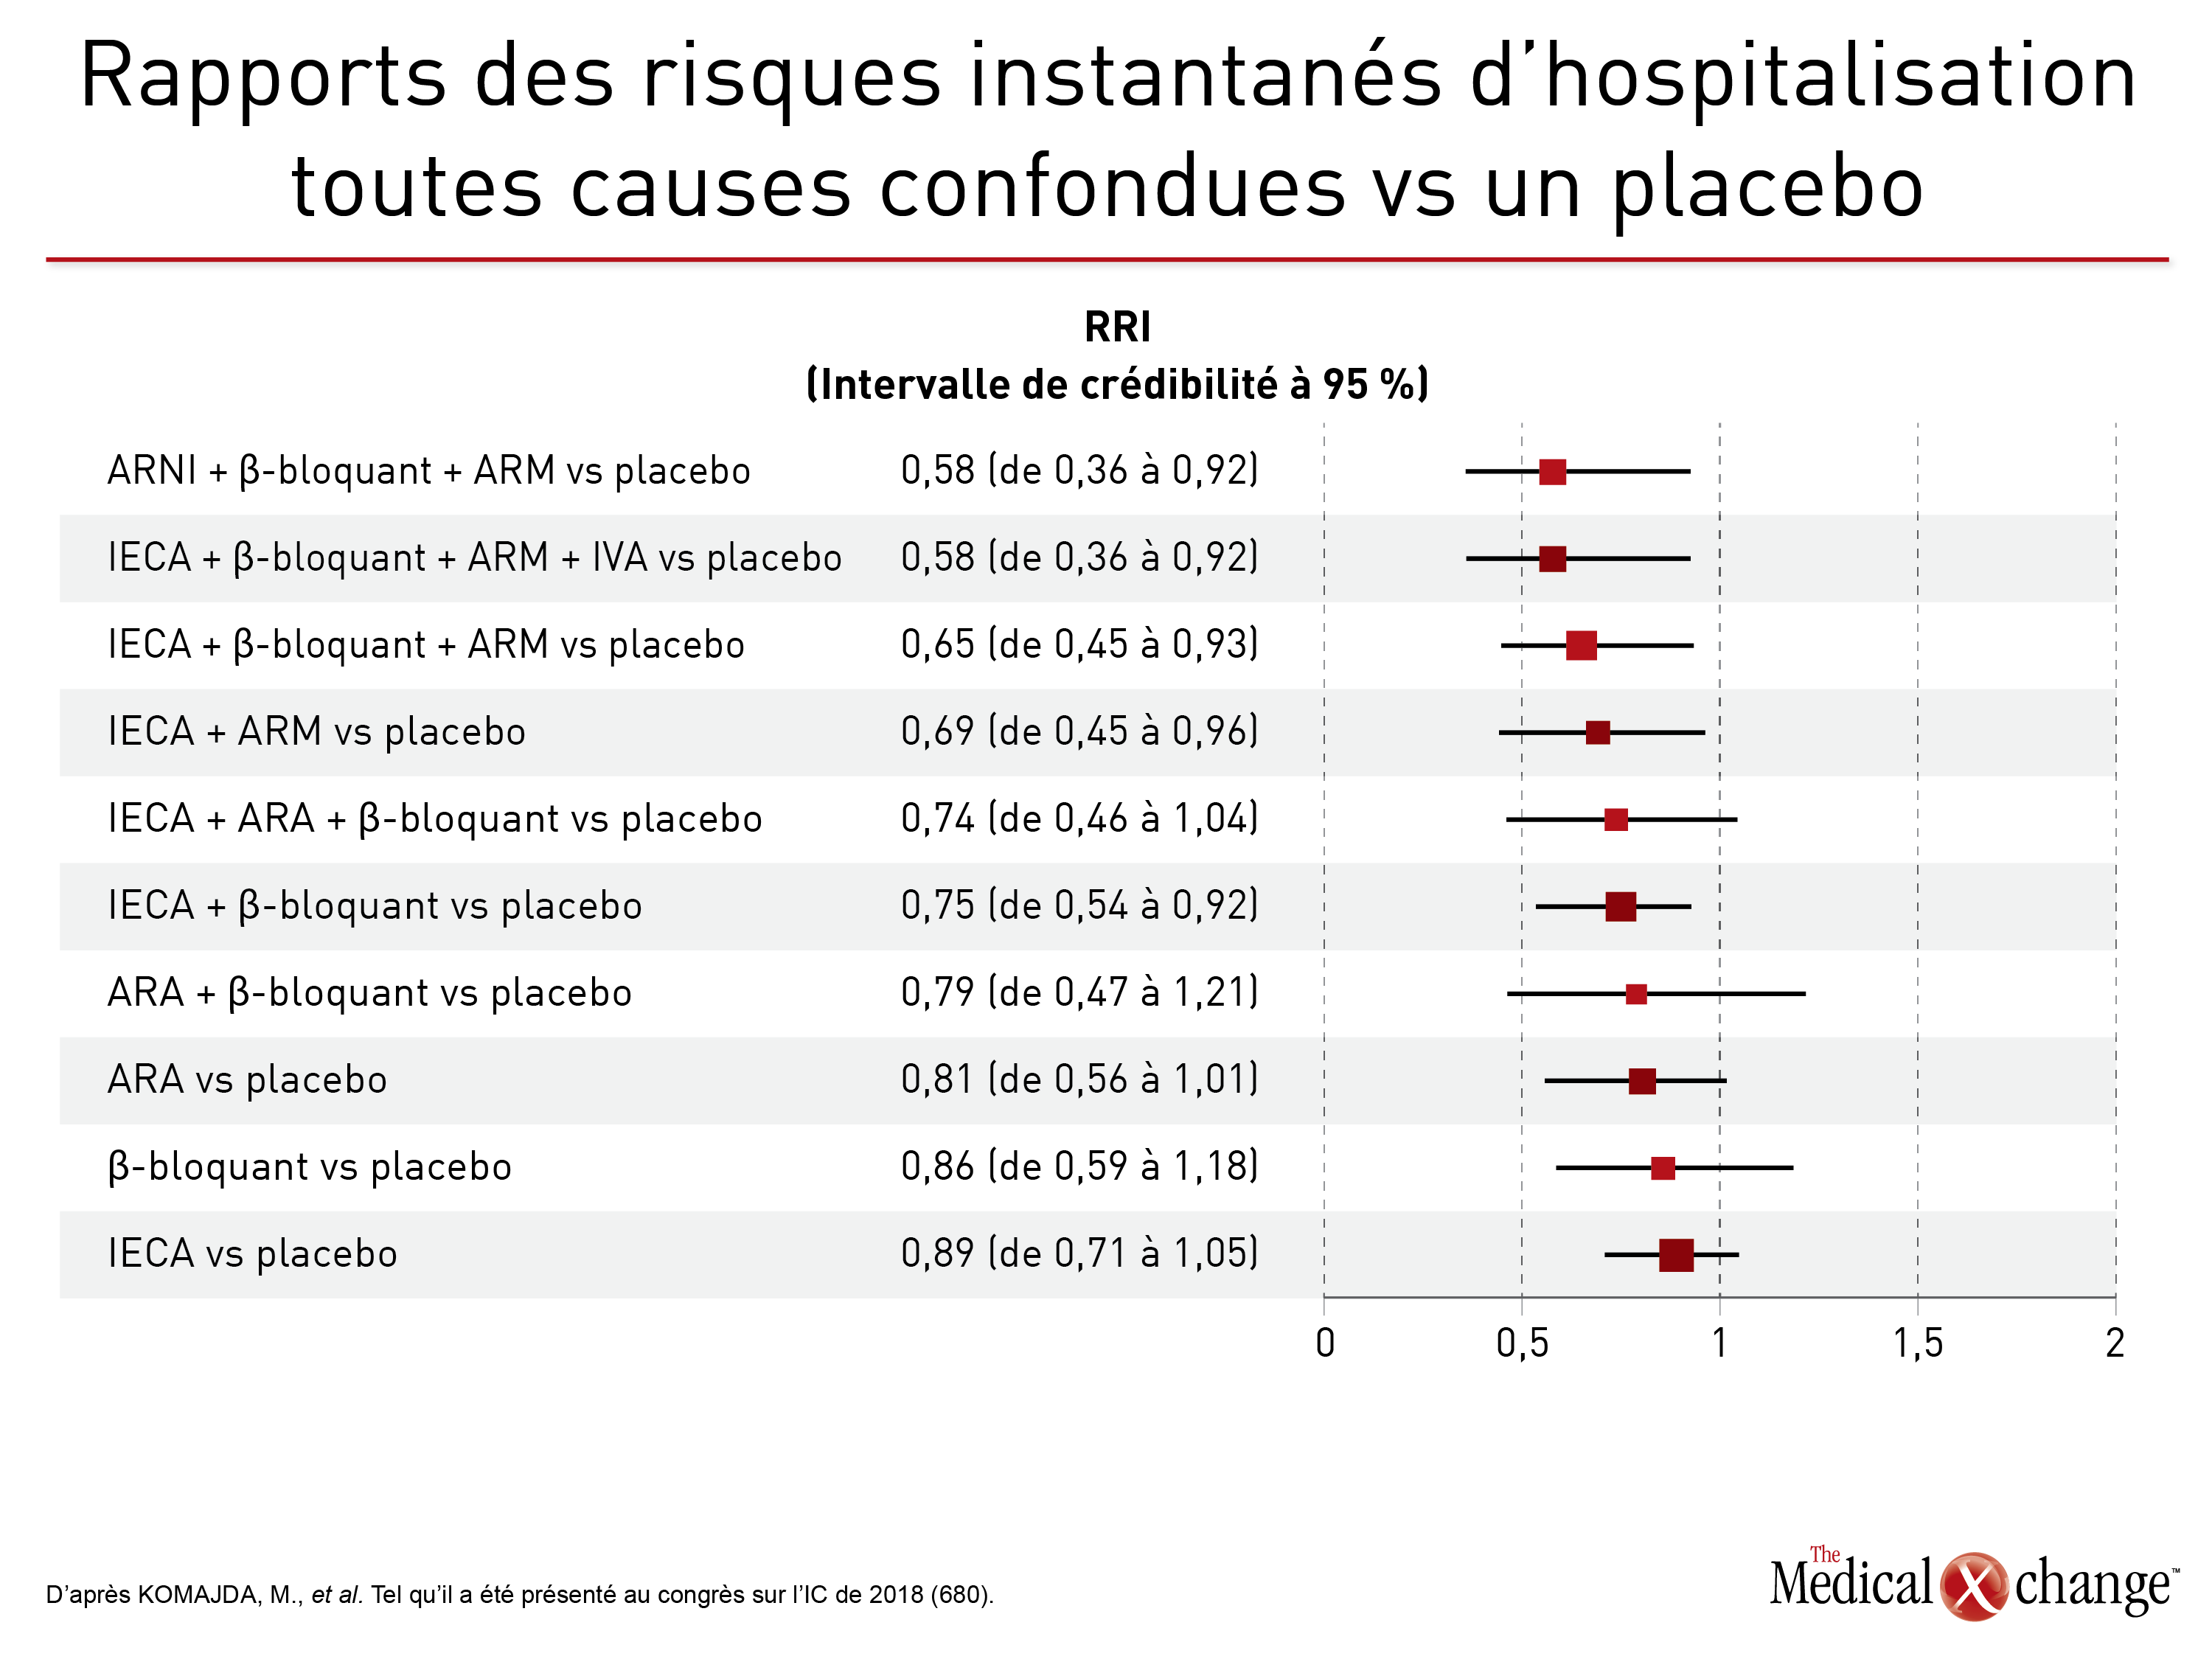 Rapports des risques instantanés d’hospitalisation
toutes causes confondues vs un placebo
RRI
(Intervalle de crédibilité à 95 %)
ARNI + β-bloquant + ARM vs placebo 0,58 (de 0,36 à 0,92)
IECA + β-bloquant + ARM + IVA vs placebo 0,58 (de 0,36 à 0,92)
IECA + β-bloquant + ARM vs placebo 0,65 (de 0,45 à 0,93)
IECA + ARM vs placebo 0,69 (de 0,45 à 0,96)
IECA + ARA + β-bloquant vs placebo 0,74 (de 0,46 à 1,04)
IECA + β-bloquant vs placebo 0,75 (de 0,54 à 0,92)
ARA + β-bloquant vs placebo 0,79 (de 0,47 à 1,21)
ARA vs placebo 0,81 (de 0,56 à 1,01)
β-bloquant vs placebo 0,86 (de 0,59 à 1,18)
IECA vs placebo 0,89 (de 0,71 à 1,05)
0 0,5 1 1,5 2
D’après KOMAJDA, M., et al. Tel qu’il a été présenté au congrès sur l’IC de 2018 (680).
The
Medical Xchange™